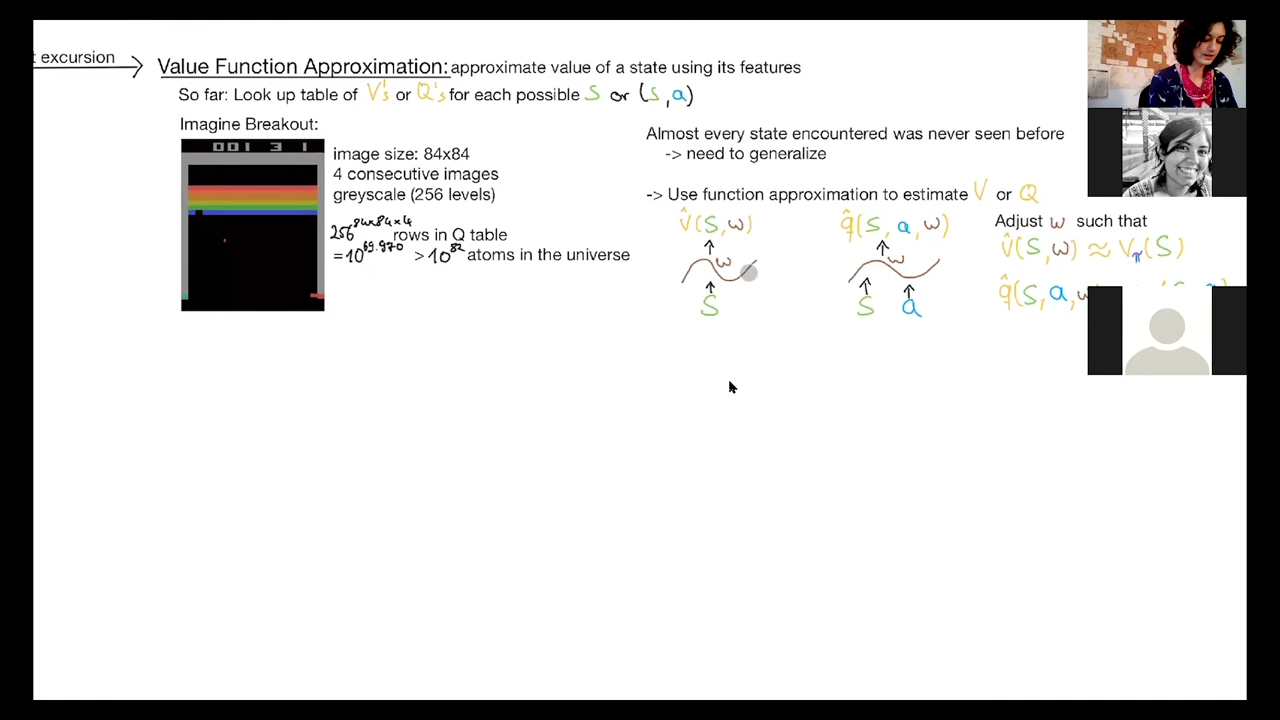 t excursion
Value Function Approximation: approximate value of a state using its features
So far: Look up table of V's or Q's for each possible S or (S,a)
Imagine Breakout:
001 3 1
image size: 84x84
4 consecutive images
greyscale (256 levels)
256^84x84x4 rows in Q table
=10^69.970 >10^82 atoms in the universe
Almost every state encountered was never seen before
-> need to generalize
-> Use function approximation to estimate V or Q
v̂(S,w)
w
S
q̂(S,a,w)
w
S a
Adjust w such that
v̂(S,w) ≈ Vπ(S)
q̂(S,a,w